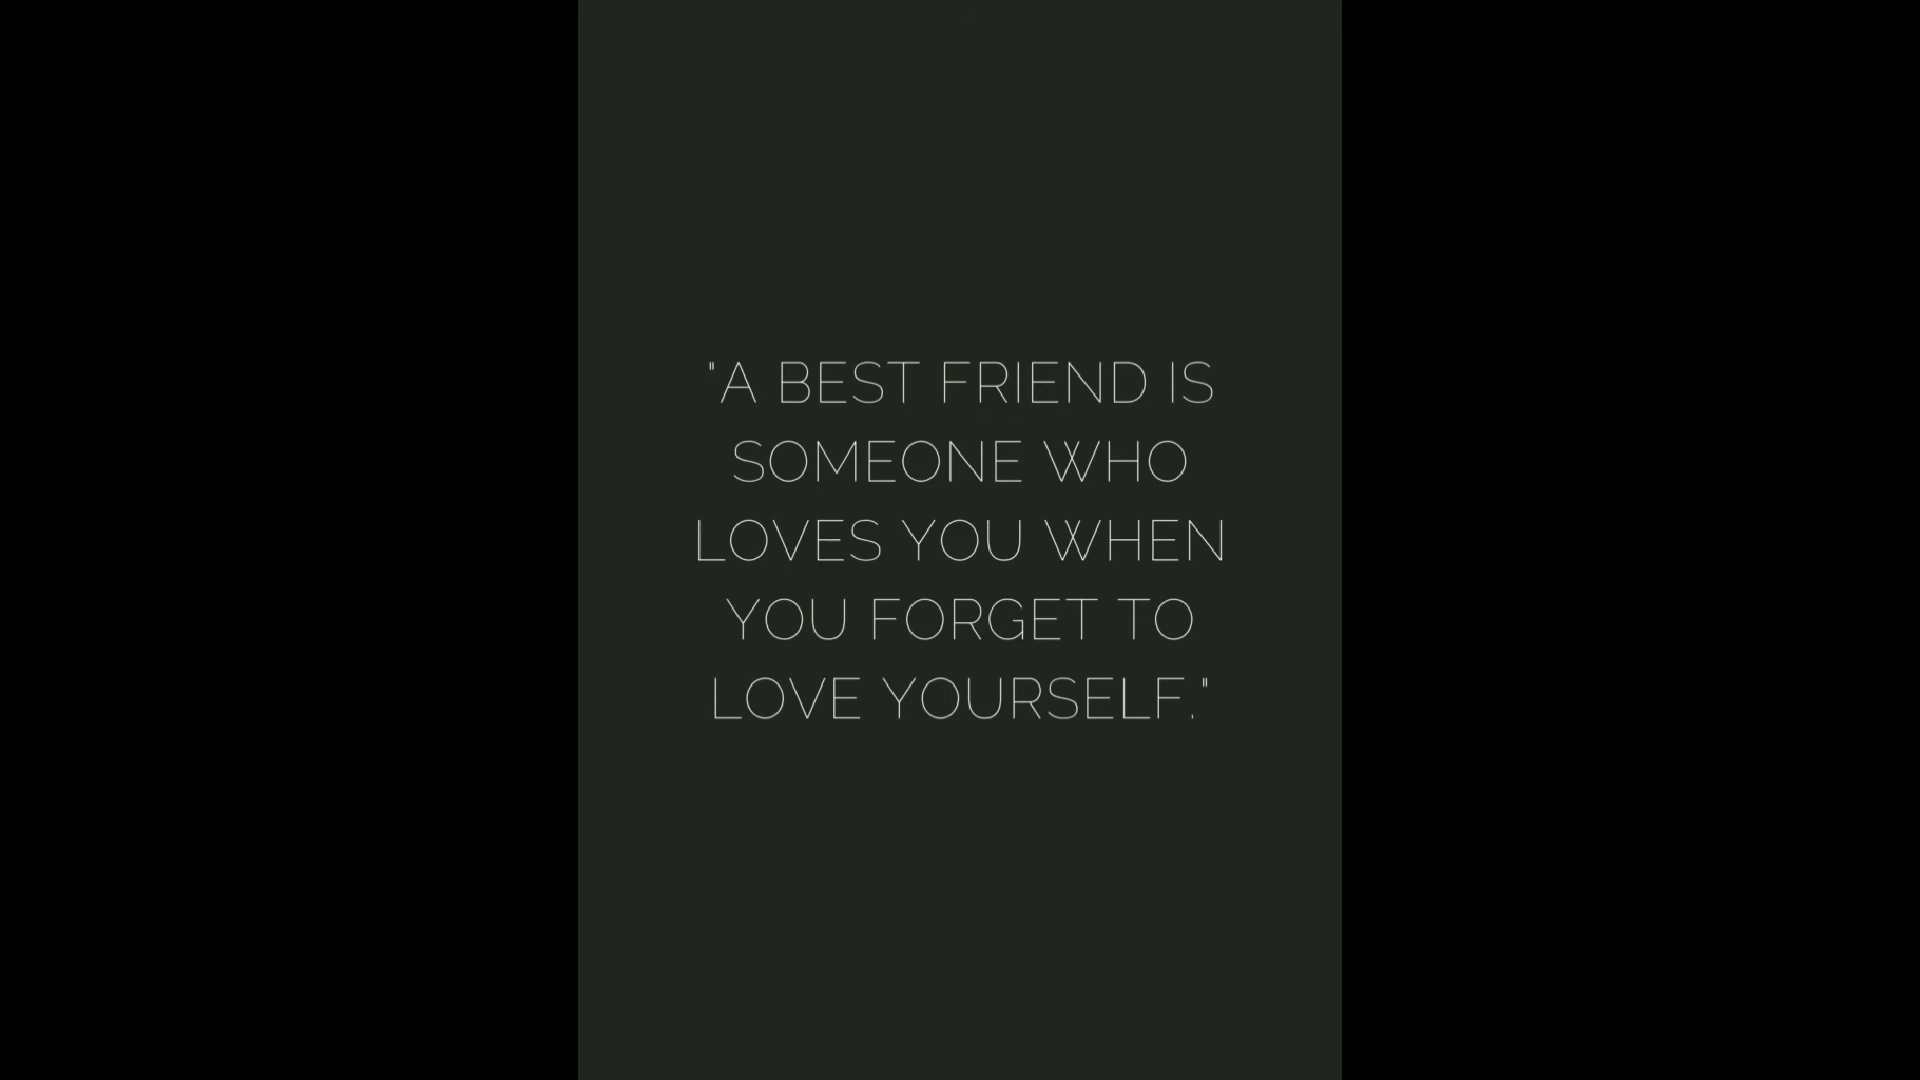 "A BEST FRIEND IS
SOMEONE WHO
LOVES YOU WHEN
YOU FORGET TO
LOVE YOURSELF."